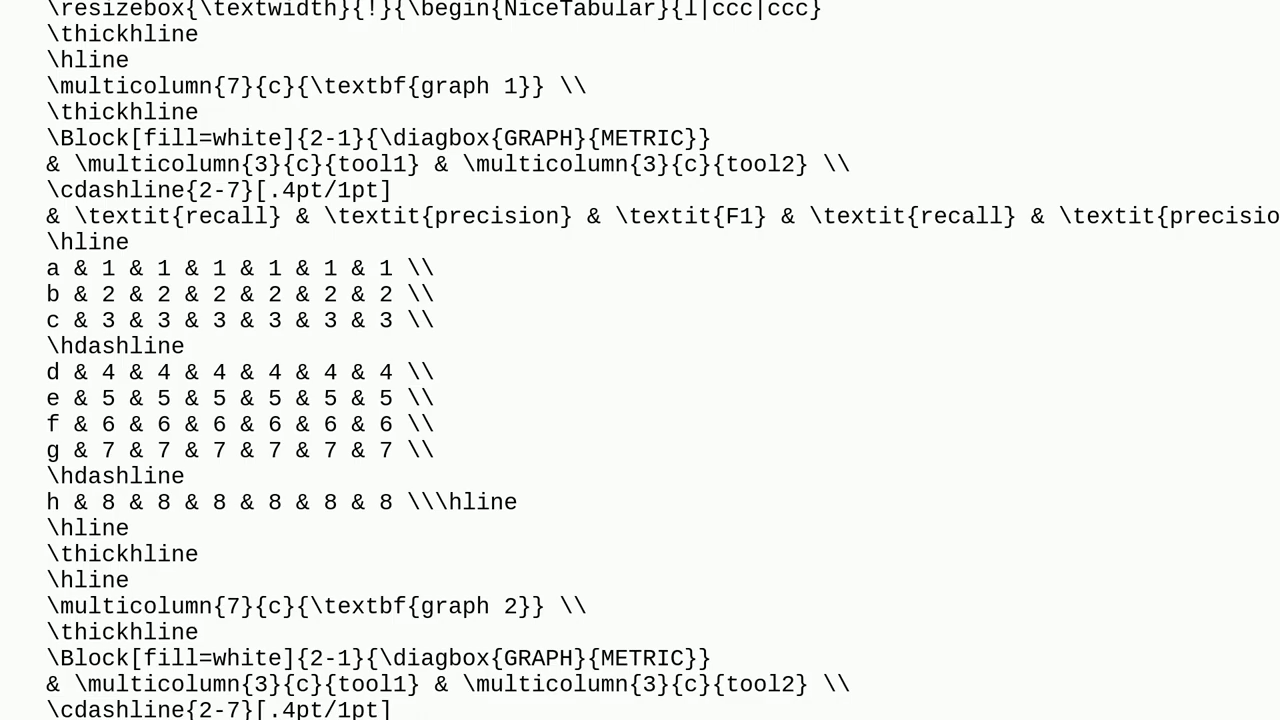 \resizebox{\textwidth}{!}{\begin{NiceTabular}{l|ccc|ccc}
\thickhline
\hline
\multicolumn{7}{c}{\textbf{graph 1}} \\
\thickhline
\Block[fill=white]{2-1}{\diagbox{GRAPH}{METRIC}}
& \multicolumn{3}{c}{tool1} & \multicolumn{3}{c}{tool2} \\
\cdashline{2-7}[.4pt/1pt]
& \textit{recall} & \textit{precision} & \textit{F1} & \textit{recall} & \textit{precisio
\hline
a & 1 & 1 & 1 & 1 & 1 & 1 \\
b & 2 & 2 & 2 & 2 & 2 & 2 \\
c & 3 & 3 & 3 & 3 & 3 & 3 \\
\hdashline
d & 4 & 4 & 4 & 4 & 4 & 4 \\
e & 5 & 5 & 5 & 5 & 5 & 5 \\
f & 6 & 6 & 6 & 6 & 6 & 6 \\
g & 7 & 7 & 7 & 7 & 7 & 7 \\
\hdashline
h & 8 & 8 & 8 & 8 & 8 & 8 \\\hline
\hline
\thickhline
\hline
\multicolumn{7}{c}{\textbf{graph 2}} \\
\thickhline
\Block[fill=white]{2-1}{\diagbox{GRAPH}{METRIC}}
& \multicolumn{3}{c}{tool1} & \multicolumn{3}{c}{tool2} \\
\cdashline{2-7}[.4pt/1pt]